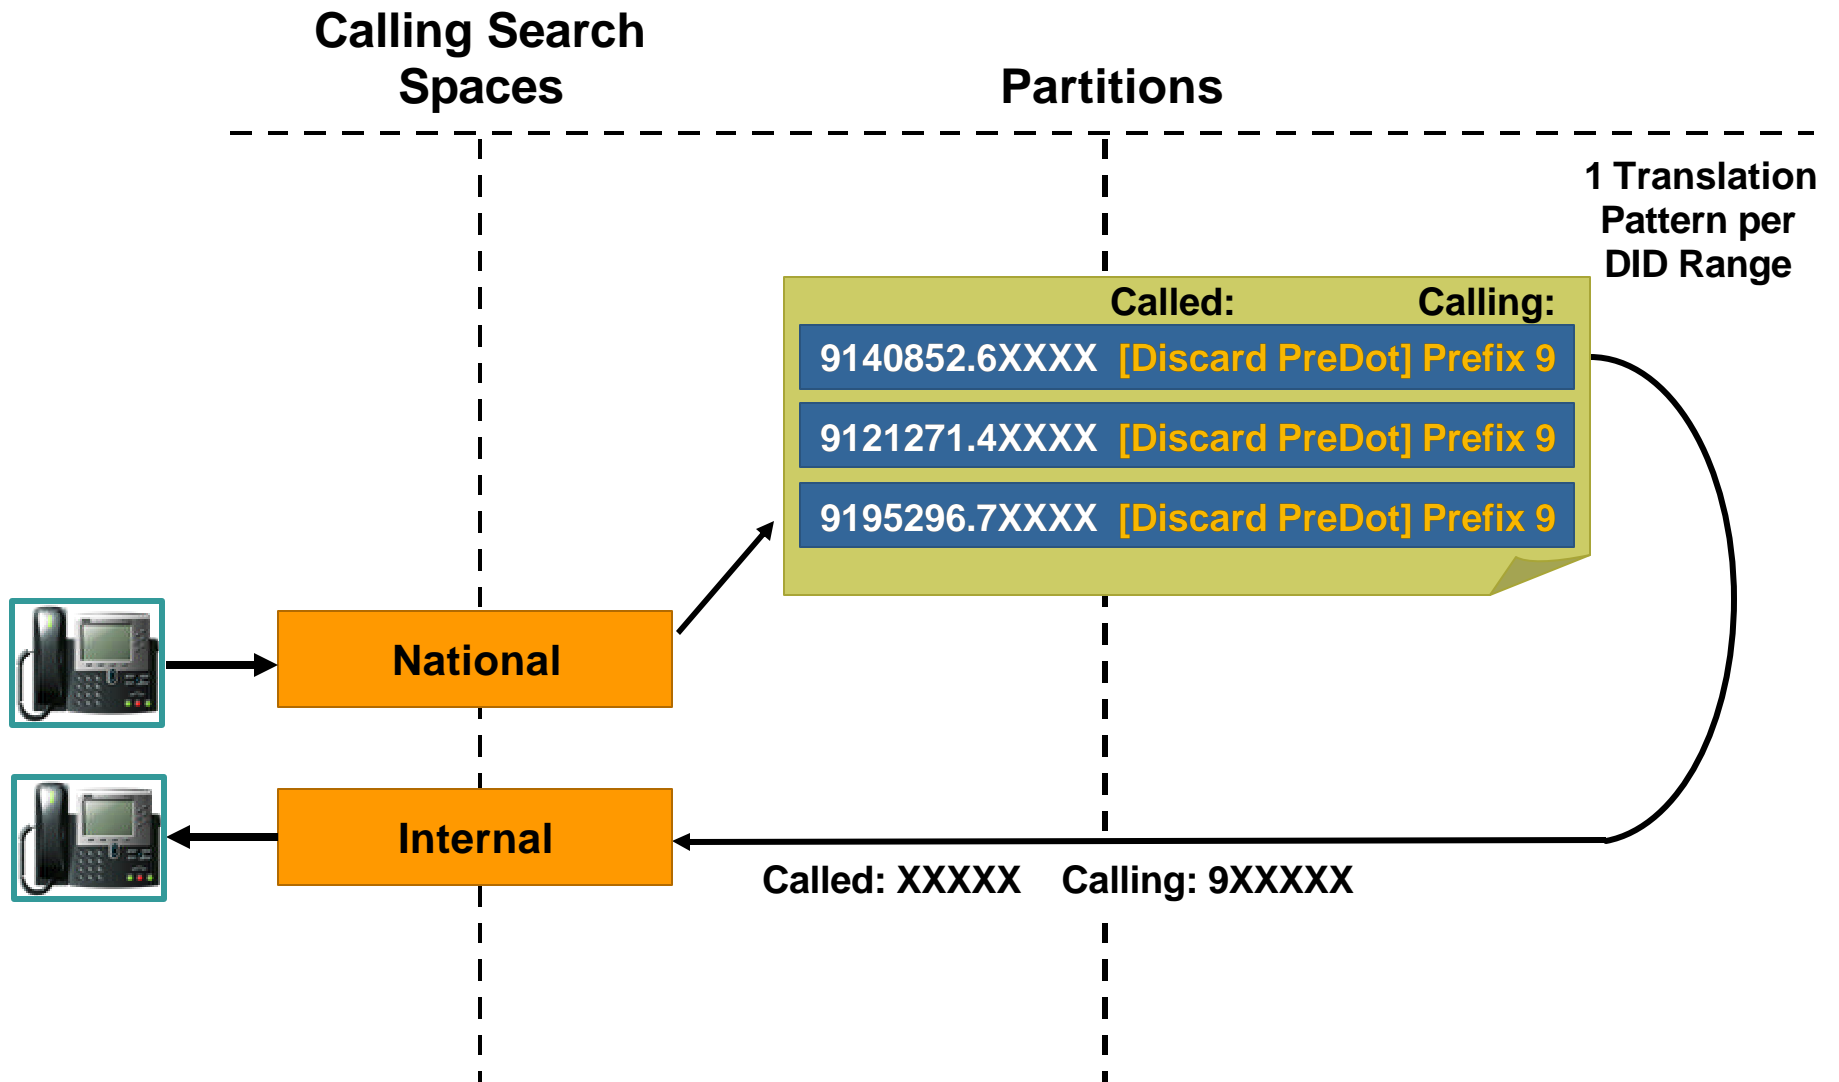 Calling Search
Spaces
Partitions
1 Translation
Pattern per
DID Range
Called: Calling:
9140852.6XXXX [Discard PreDot] Prefix 9
9121271.4XXXX [Discard PreDot] Prefix 9
9195296.7XXXX [Discard PreDot] Prefix 9
National
Internal
Called: XXXXX Calling: 9XXXXX